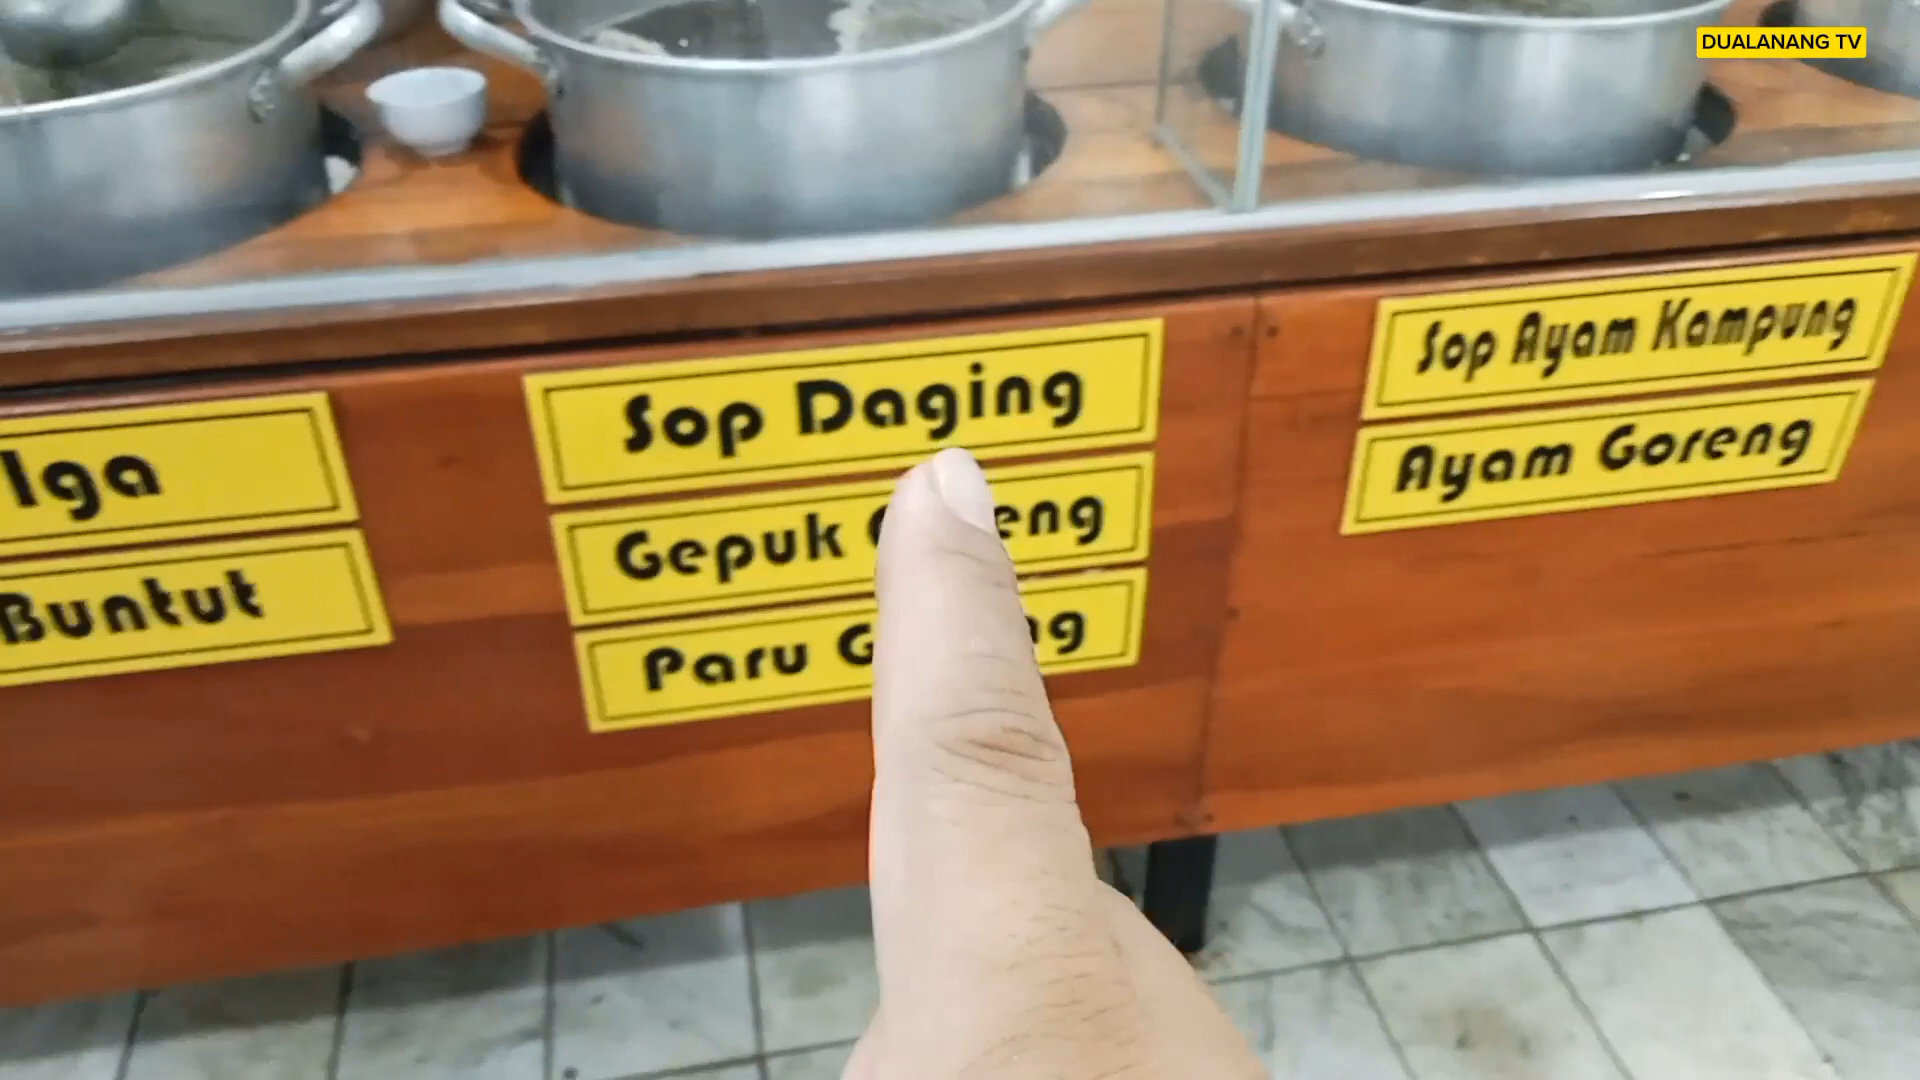 DUALANANG TV
Iga
Buntut
Sop Daging
Gepuk
Paru
Sop Ayam Kampung
Ayam Goreng